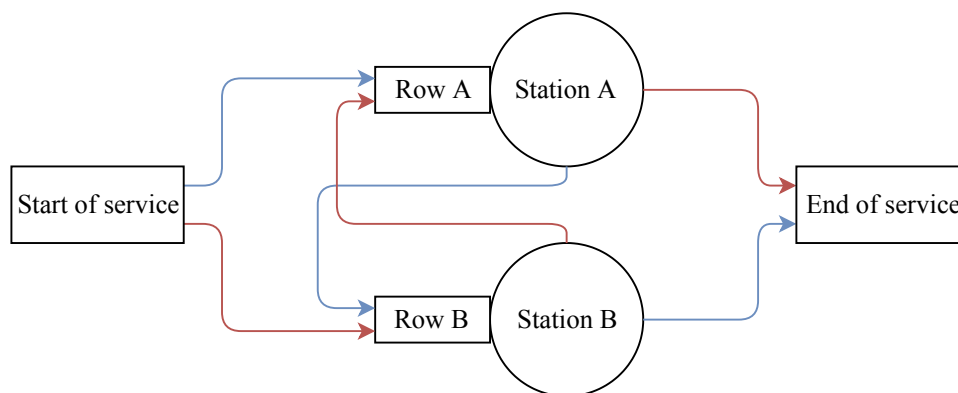 Row A
Station A
Start of service
End of service
Row B
Station B